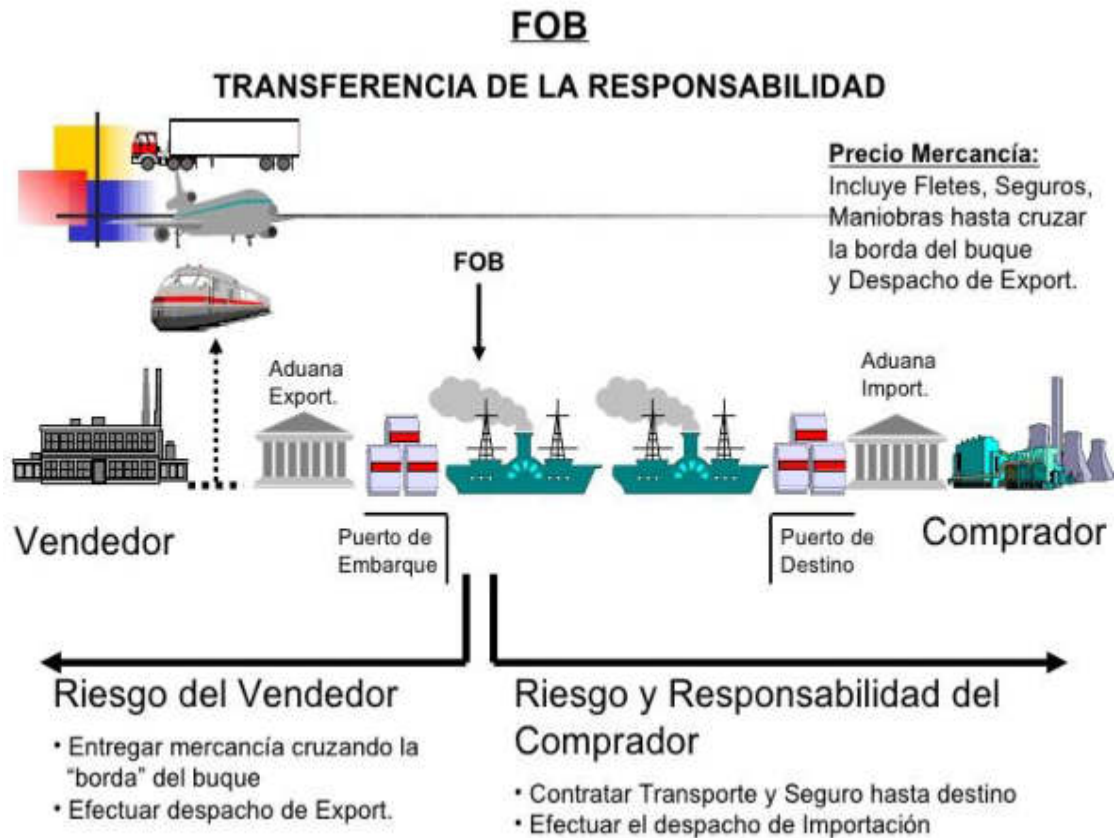 FOB
TRANSFERENCIA DE LA RESPONSABILIDAD
Precio Mercancía:
Incluye Fletes, Seguros,
Maniobras hasta cruzar
la borda del buque
y Despacho de Export.
FOB
Aduana
Export.
Aduana
Import.
Vendedor
Puerto de
Embarque
Puerto de
Destino
Comprador
Riesgo del Vendedor
• Entregar mercancía cruzando la
"borda" del buque
• Efectuar despacho de Export.
Riesgo y Responsabilidad del
Comprador
• Contratar Transporte y Seguro hasta destino
• Efectuar el despacho de Importación